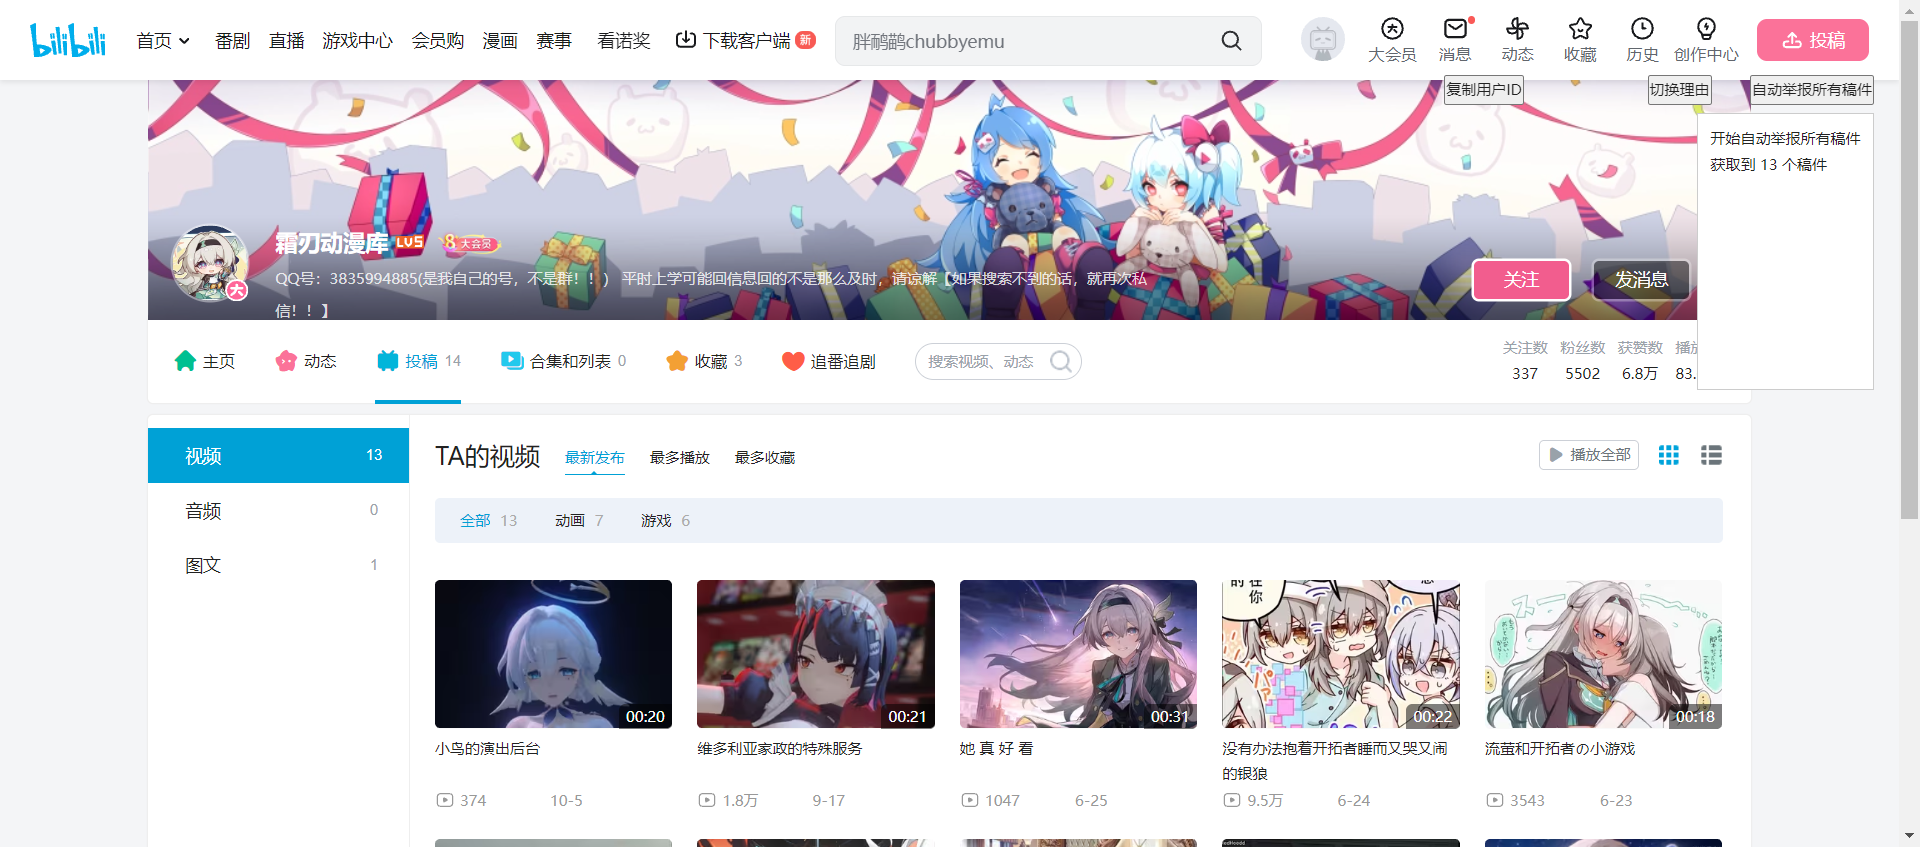 bilibili
首页
番剧
直播
游戏中心
会员购
漫画
赛事
看诺奖
下载客户端
新
胖鸸鹋chubbyemu
大会员
消息
动态
收藏
历史
创作中心
投稿
复制用户ID
切换理由
自动举报所有稿件
开始自动举报所有稿件
获取到 13 个稿件
霜刃动漫库 LV5 大会员
QQ号：3835994885(是我自己的号，不是群！！） 平时上学可能回信息回的不是那么及时，请谅解【如果搜索不到的话，就再次私
信！！】
关注
发消息
主页
动态
投稿 14
合集和列表 0
收藏 3
追番追剧
搜索视频、动态
关注数 粉丝数 获赞数 播放
337 5502 6.8万 83.
视频 13
音频 0
图文 1
TA的视频
最新发布
最多播放
最多收藏
播放全部
全部 13
动画 7
游戏 6
00:20
小鸟的演出后台
374 10-5
00:21
维多利亚家政的特殊服务
1.8万 9-17
00:31
她 真 好 看
1047 6-25
00:22
没有办法抱着开拓者睡而又哭又闹
的银狼
9.5万 6-24
00:18
流萤和开拓者の小游戏
3543 6-23